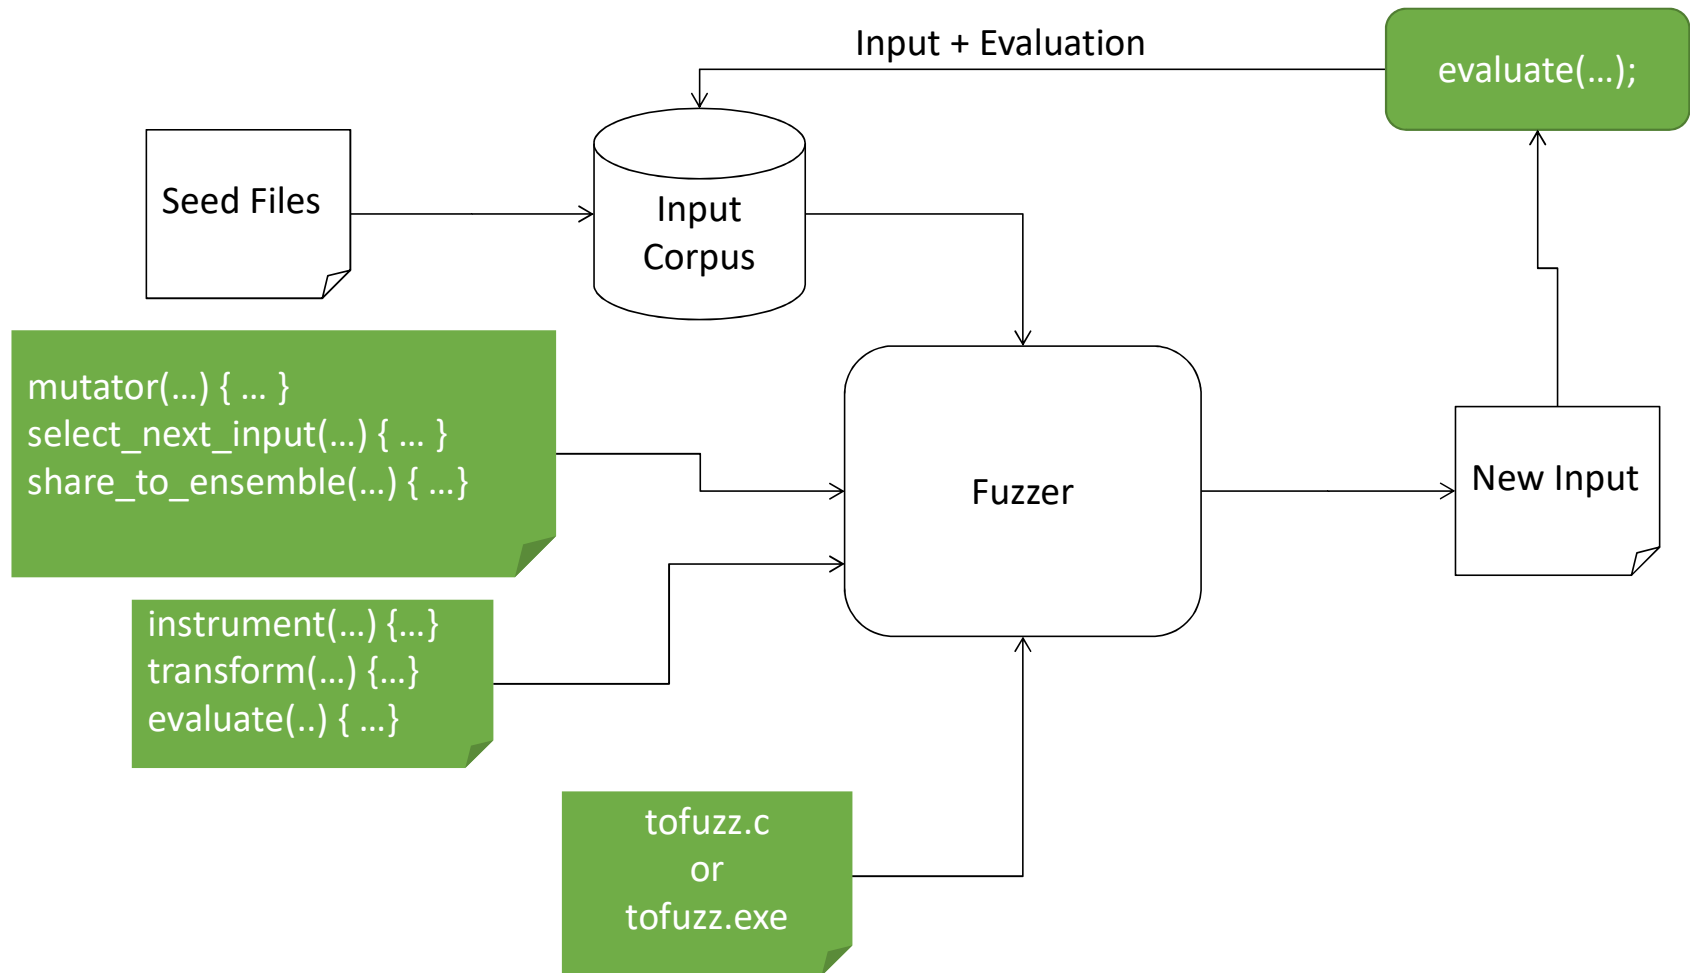 Input + Evaluation
evaluate(…);
Seed Files
Input
Corpus
mutator(…) { … }
select_next_input(…) { … }
share_to_ensemble(…) { …}
Fuzzer
New Input
instrument(…) {…}
transform(…) {…}
evaluate(..) { …}
tofuzz.c
or
tofuzz.exe